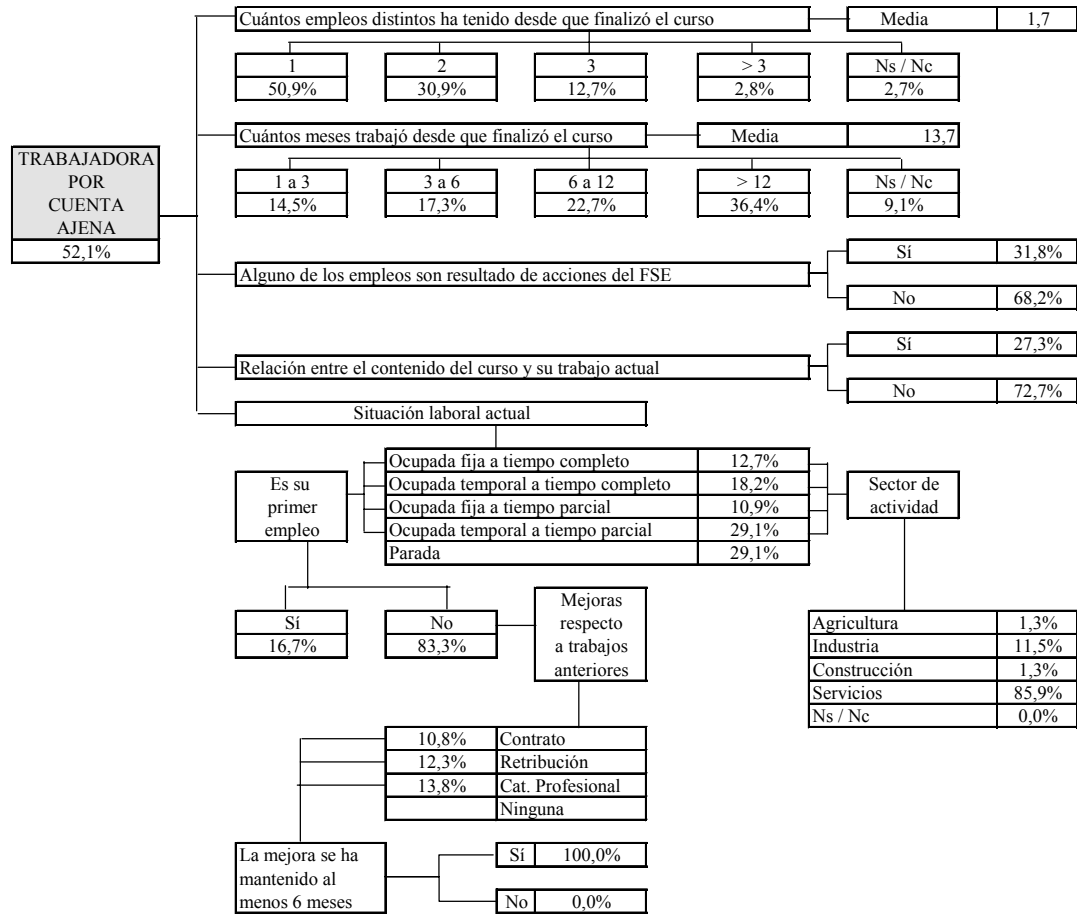 Cuántos empleos distintos ha tenido desde que finalizó el curso
Media 1,7
1 2 3 > 3 Ns / Nc
50,9% 30,9% 12,7% 2,8% 2,7%
Cuántos meses trabajó desde que finalizó el curso
Media 13,7
TRABAJADORA
POR
CUENTA
AJENA
52,1%
1 a 3 3 a 6 6 a 12 > 12 Ns / Nc
14,5% 17,3% 22,7% 36,4% 9,1%
Alguno de los empleos son resultado de acciones del FSE
Sí 31,8%
No 68,2%
Relación entre el contenido del curso y su trabajo actual
Sí 27,3%
No 72,7%
Situación laboral actual
Ocupada fija a tiempo completo 12,7%
Ocupada temporal a tiempo completo 18,2%
Ocupada fija a tiempo parcial 10,9%
Ocupada temporal a tiempo parcial 29,1%
Parada 29,1%
Es su
primer
empleo
Sector de
actividad
Sí No
16,7% 83,3%
Mejoras
respecto
a trabajos
anteriores
Agricultura 1,3%
Industria 11,5%
Construcción 1,3%
Servicios 85,9%
Ns / Nc 0,0%
10,8% Contrato
12,3% Retribución
13,8% Cat. Profesional
Ninguna
La mejora se ha
mantenido al
menos 6 meses
Sí 100,0%
No 0,0%